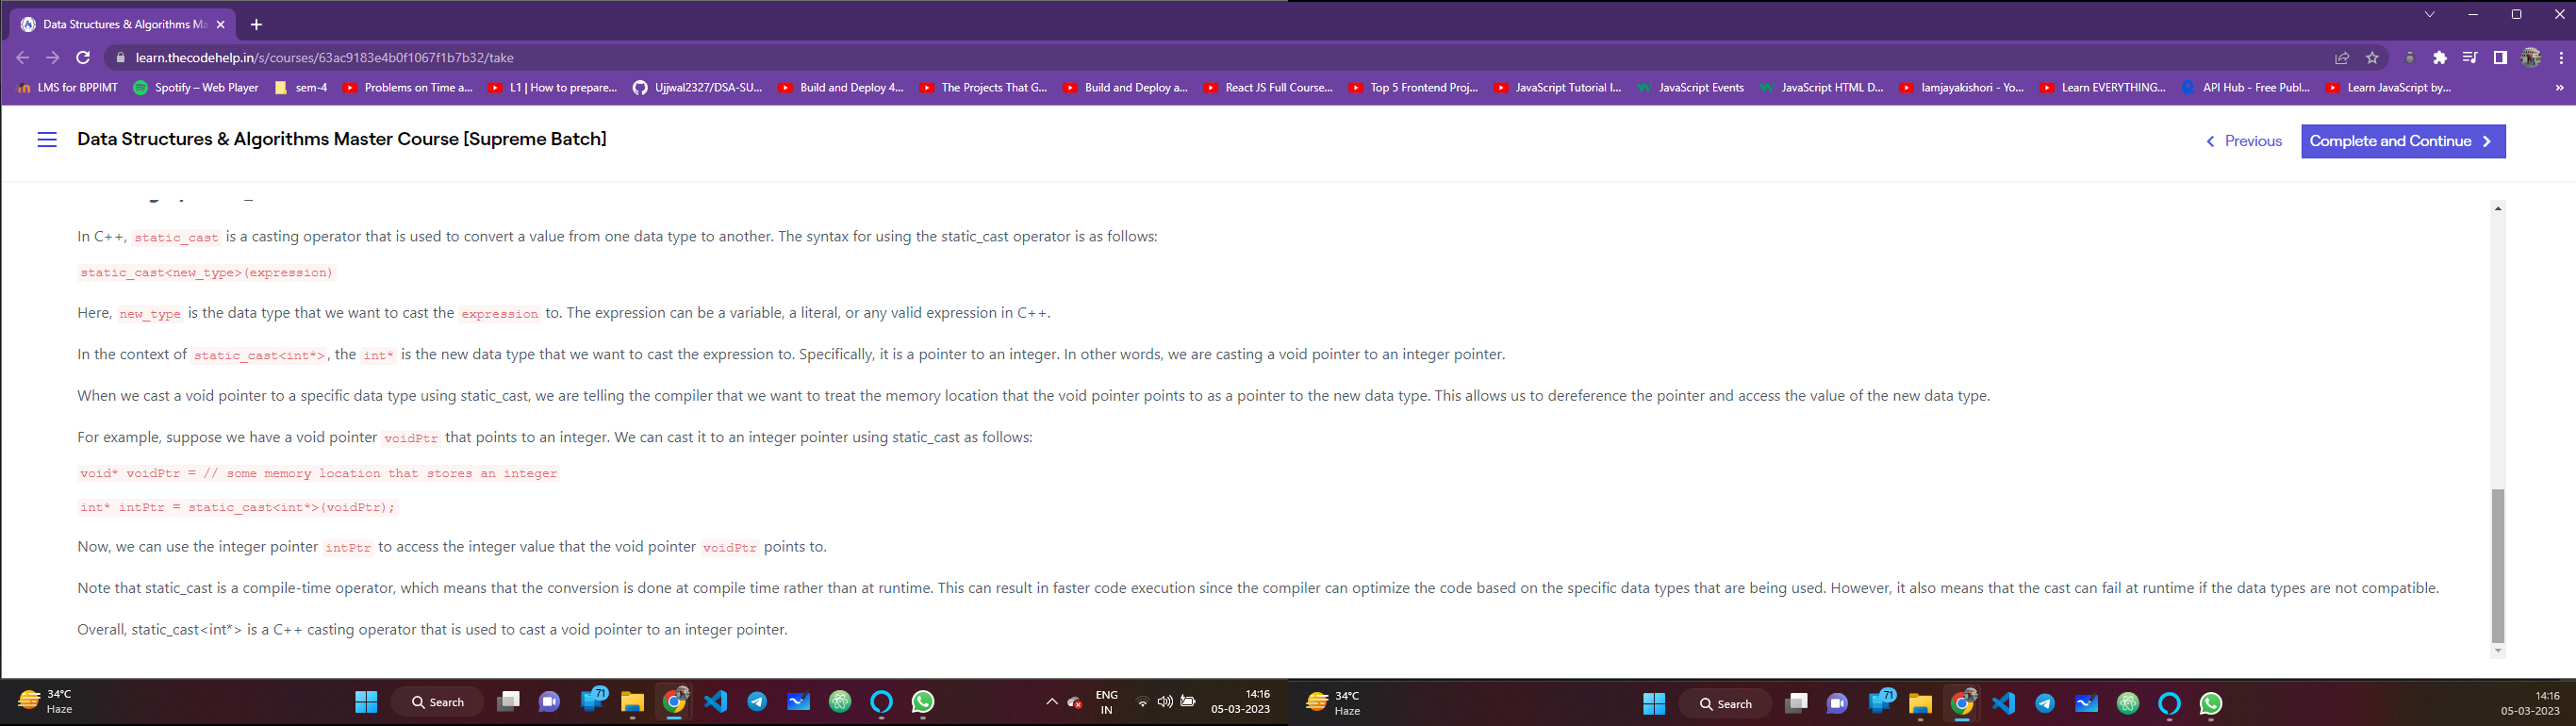 Data Structures & Algorithms Ma
learn.thecodehelp.in/s/courses/63ac9183e4b0f1067f1b7b32/take
LMS for BPPIMT Spotify – Web Player sem-4 Problems on Time a... L1 | How to prepare... Ujjwal2327/DSA-SU... Build and Deploy 4... The Projects That G... Build and Deploy a... React JS Full Course... Top 5 Frontend Proj... JavaScript Tutorial I... JavaScript Events JavaScript HTML D... Iamjayakishori - Yo... Learn EVERYTHING... API Hub - Free Publ... Learn JavaScript by... »
Data Structures & Algorithms Master Course [Supreme Batch] Previous Complete and Continue
In C++, static_cast is a casting operator that is used to convert a value from one data type to another. The syntax for using the static_cast operator is as follows:
static_cast<new_type>(expression)
Here, new_type is the data type that we want to cast the expression to. The expression can be a variable, a literal, or any valid expression in C++.
In the context of static_cast<int*>, the int* is the new data type that we want to cast the expression to. Specifically, it is a pointer to an integer. In other words, we are casting a void pointer to an integer pointer.
When we cast a void pointer to a specific data type using static_cast, we are telling the compiler that we want to treat the memory location that the void pointer points to as a pointer to the new data type. This allows us to dereference the pointer and access the value of the new data type.
For example, suppose we have a void pointer voidPtr that points to an integer. We can cast it to an integer pointer using static_cast as follows:
void* voidPtr = // some memory location that stores an integer
int* intPtr = static_cast<int*>(voidPtr);
Now, we can use the integer pointer intPtr to access the integer value that the void pointer voidPtr points to.
Note that static_cast is a compile-time operator, which means that the conversion is done at compile time rather than at runtime. This can result in faster code execution since the compiler can optimize the code based on the specific data types that are being used. However, it also means that the cast can fail at runtime if the data types are not compatible.
Overall, static_cast<int*> is a C++ casting operator that is used to cast a void pointer to an integer pointer.
34°C Search 71 ENG 14:16 34°C Search 71 14:16
Haze IN 05-03-2023 Haze 05-03-2023